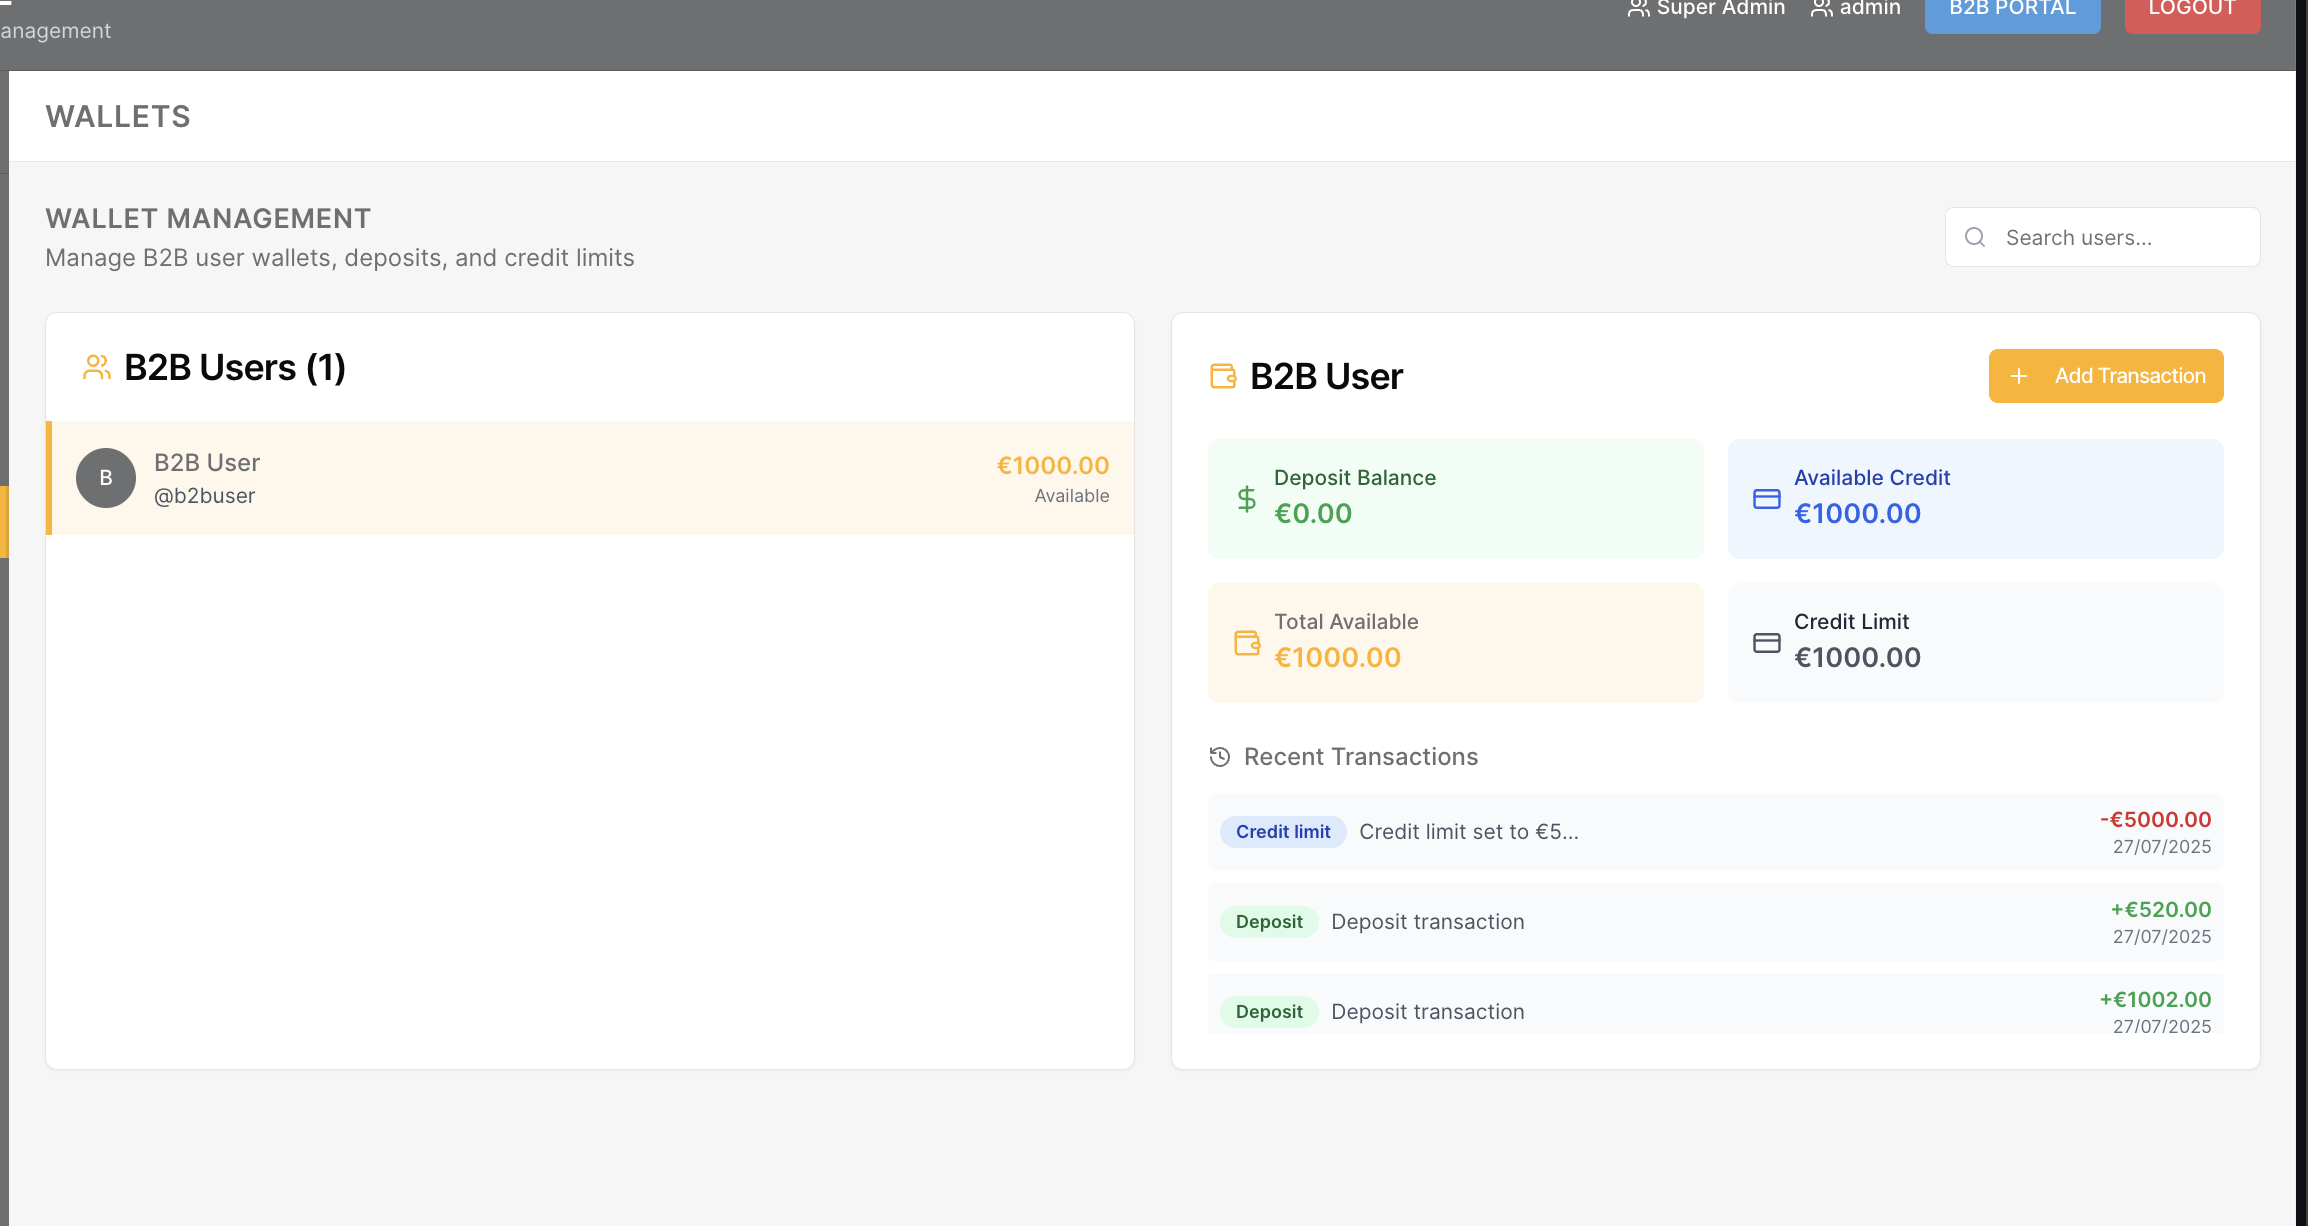 anagement
Super Admin
admin
B2B PORTAL
LOGOUT
WALLETS
WALLET MANAGEMENT
Manage B2B user wallets, deposits, and credit limits
Search users...
B2B Users (1)
B
B2B User
@b2buser
€1000.00
Available
B2B User
Add Transaction
Deposit Balance
€0.00
Available Credit
€1000.00
Total Available
€1000.00
Credit Limit
€1000.00
Recent Transactions
Credit limit
Credit limit set to €5...
-€5000.00
27/07/2025
Deposit
Deposit transaction
+€520.00
27/07/2025
Deposit
Deposit transaction
+€1002.00
27/07/2025